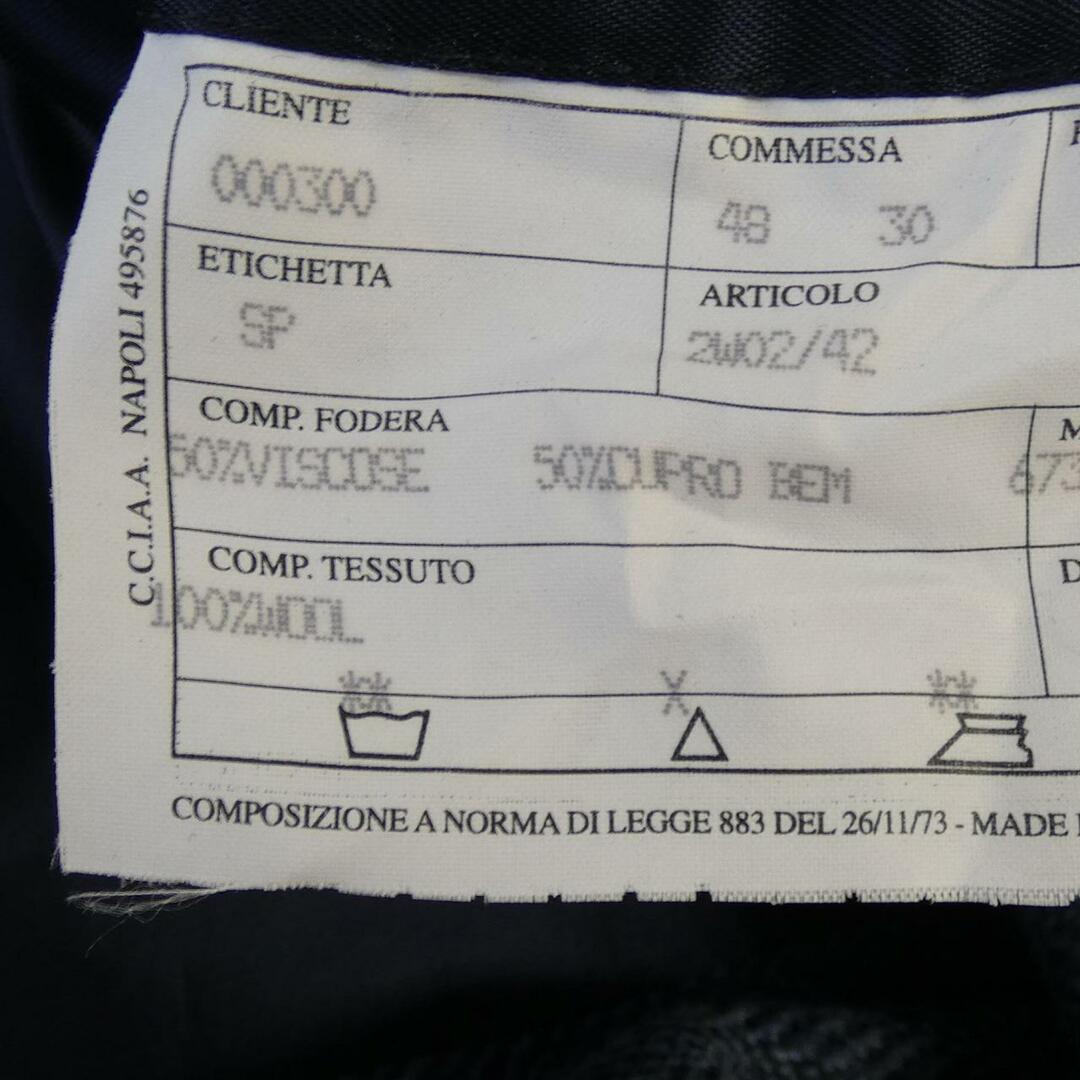 CLIENTE
COMMESSA
000300
48 30
ETICHETTA
ARTICOLO
SP
2W02/42
COMP. FODERA
50%VISCOSE 50%CUPRO BEM
673
COMP. TESSUTO
100%WOOL
** X **
COMPOSIZIONE A NORMA DI LEGGE 883 DEL 26/11/73 - MADE
C.C.I.A.A. NAPOLI 495876